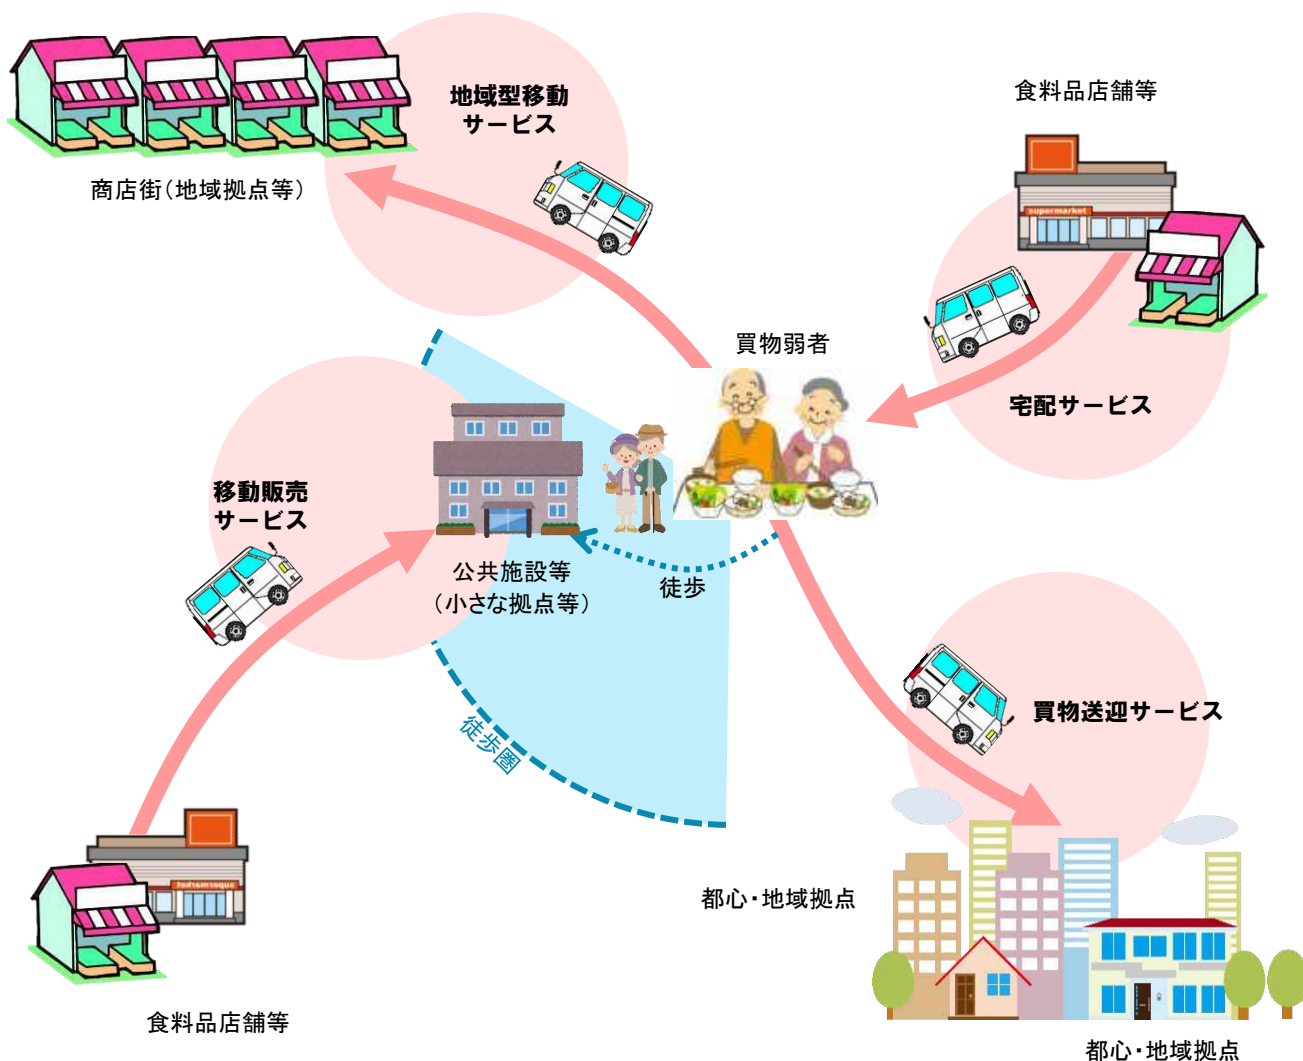 地域型移動
サービス
商店街(地域拠点等)
食料品店舗等
supermarket
宅配サービス
買物弱者
移動販売
サービス
公共施設等
(小さな拠点等)
徒歩
徒歩圏
買物送迎サービス
supermarket
食料品店舗等
都心・地域拠点
都心・地域拠点